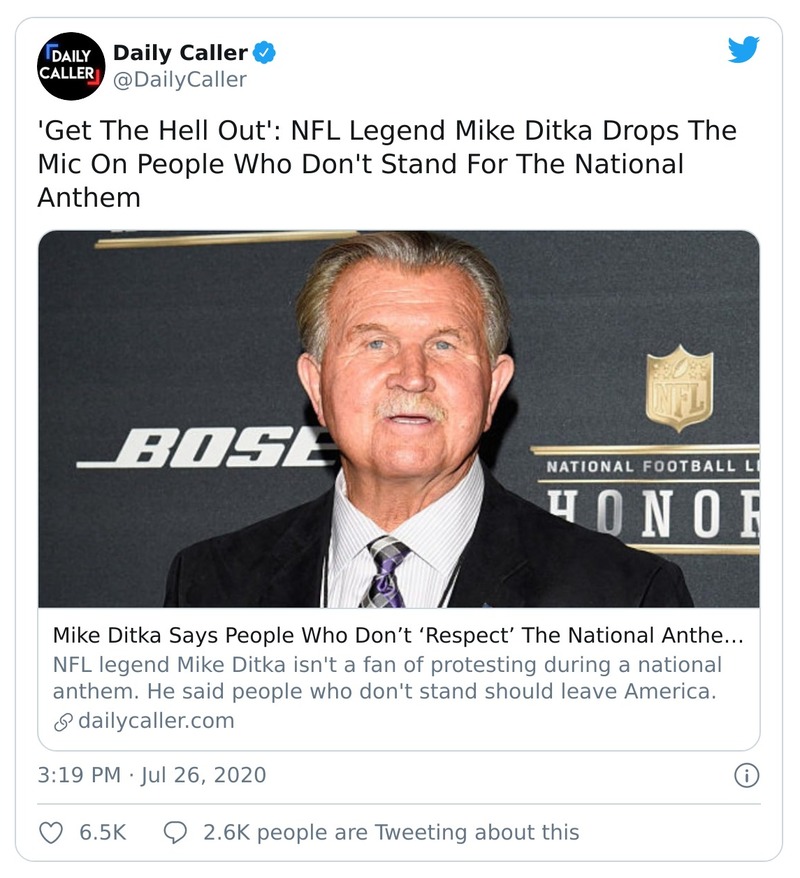 DAILY
CALLER
Daily Caller
@DailyCaller
'Get The Hell Out': NFL Legend Mike Ditka Drops The
Mic On People Who Don't Stand For The National
Anthem
BOSE
NFL
NATIONAL FOOTBALL
HONOR
Mike Ditka Says People Who Don’t ‘Respect’ The National Anthe...
NFL legend Mike Ditka isn't a fan of protesting during a national
anthem. He said people who don't stand should leave America.
dailycaller.com
3:19 PM · Jul 26, 2020
6.5K
2.6K people are Tweeting about this